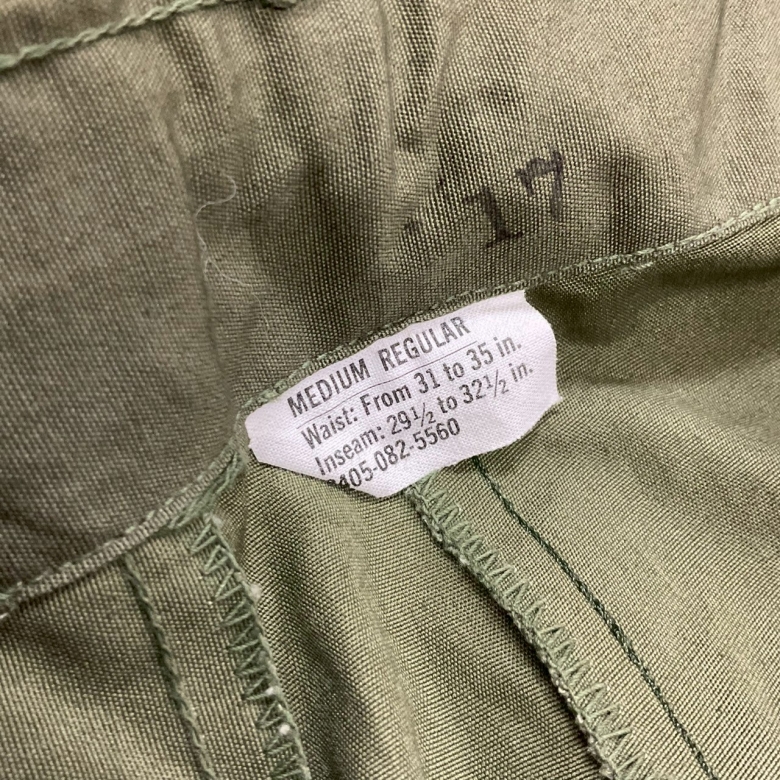 17
MEDIUM REGULAR
Waist: From 31 to 35 in.
Inseam: 29½ to 32½ in.
8405-082-5560